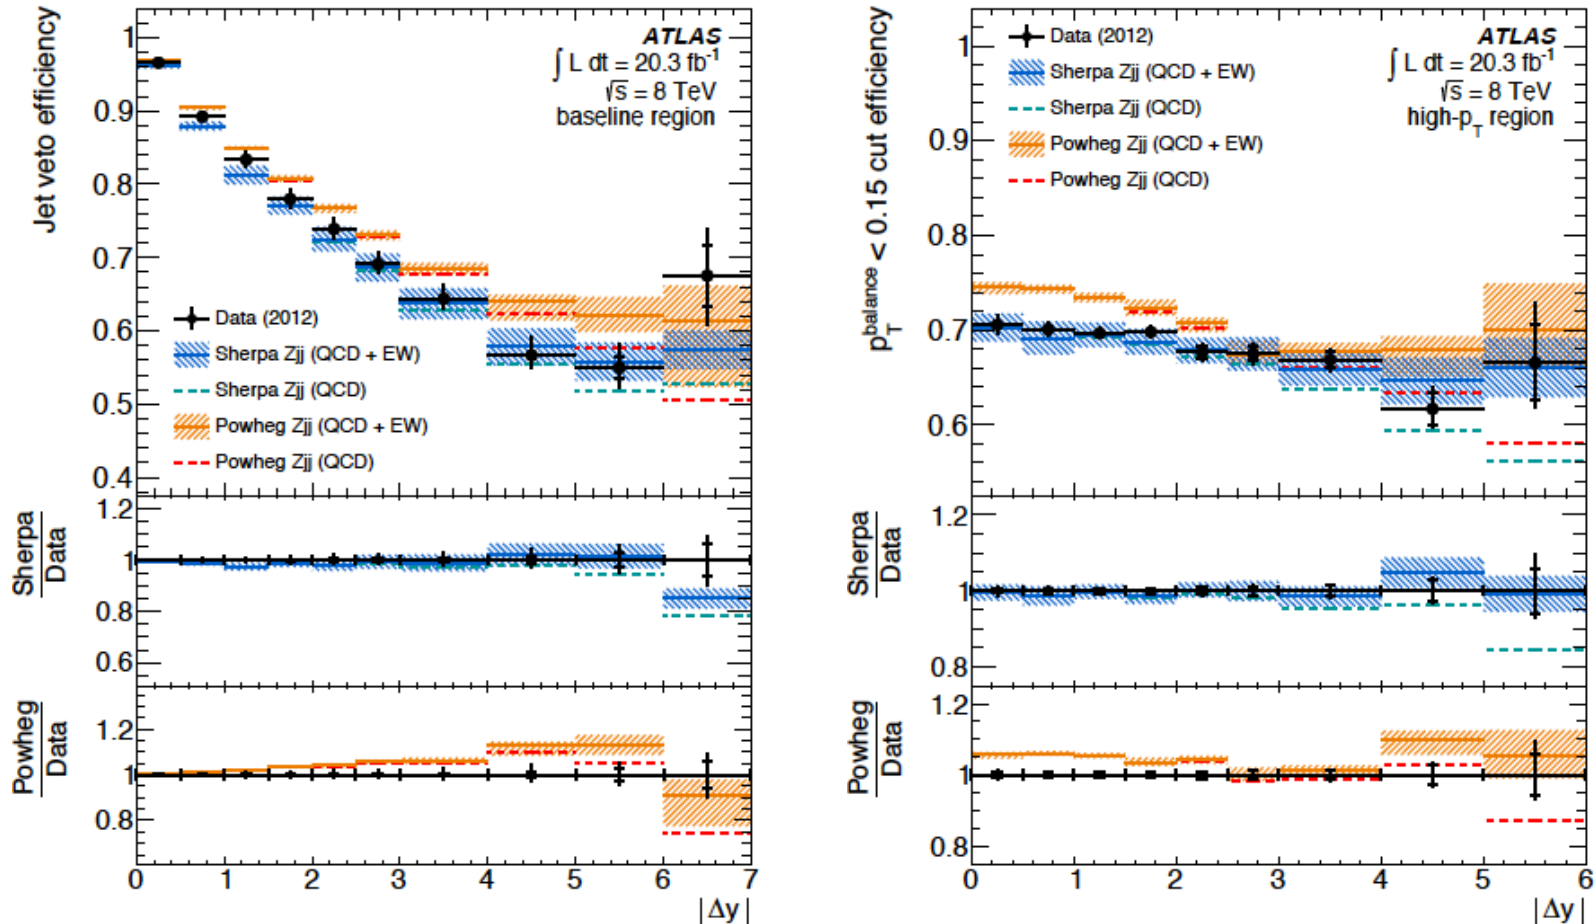 Jet veto efficiency
1
0.9
0.8
0.7
0.6
0.5
0.4
ATLAS
∫ L dt = 20.3 fb⁻¹
√s = 8 TeV
baseline region
Data (2012)
Sherpa Zjj (QCD + EW)
Sherpa Zjj (QCD)
Powheg Zjj (QCD + EW)
Powheg Zjj (QCD)
Sherpa
Data
1.2
1
0.8
0.6
Powheg
Data
1.2
1
0.8
0 1 2 3 4 5 6 7
|Δy|
p_T^balance < 0.15 cut efficiency
1
0.9
0.8
0.7
0.6
Data (2012)
Sherpa Zjj (QCD + EW)
Sherpa Zjj (QCD)
Powheg Zjj (QCD + EW)
Powheg Zjj (QCD)
ATLAS
∫ L dt = 20.3 fb⁻¹
√s = 8 TeV
high-p_T region
Sherpa
Data
1.2
1
0.8
Powheg
Data
1.2
1
0.8
0 1 2 3 4 5 6
|Δy|